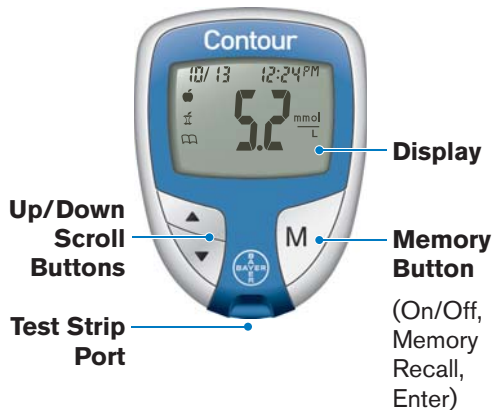 Contour
10/13 12:24PM
5.2 mmol
L
Display
Up/Down
Scroll
Buttons
M
Memory
Button
BAYER
BAYER
Test Strip
Port
(On/Off,
Memory
Recall,
Enter)